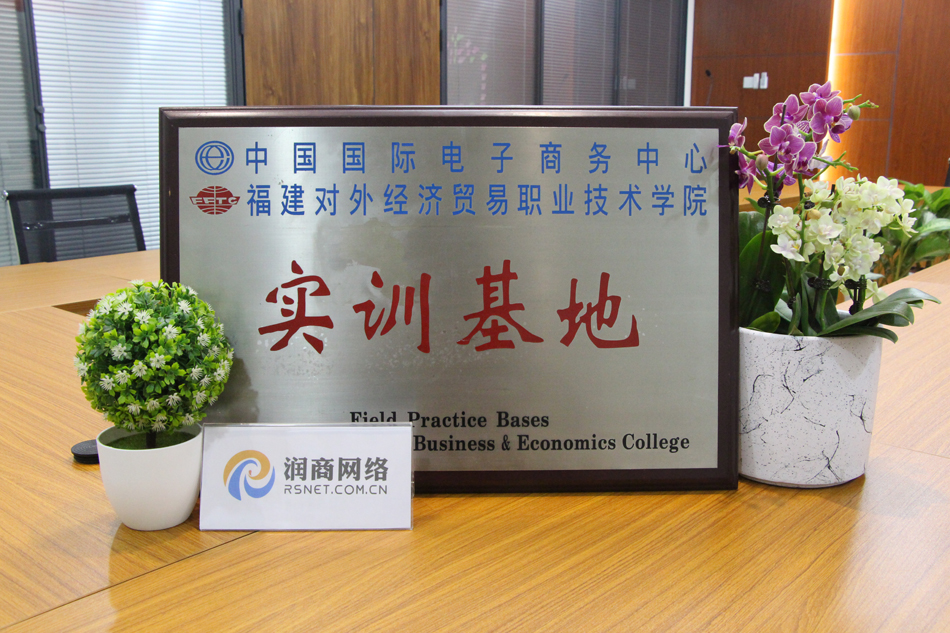 中国国际电子商务中心
福建对外经济贸易职业技术学院
实训基地
Field Practice Bases
Business & Economics College
润商网络
RSNET.COM.CN